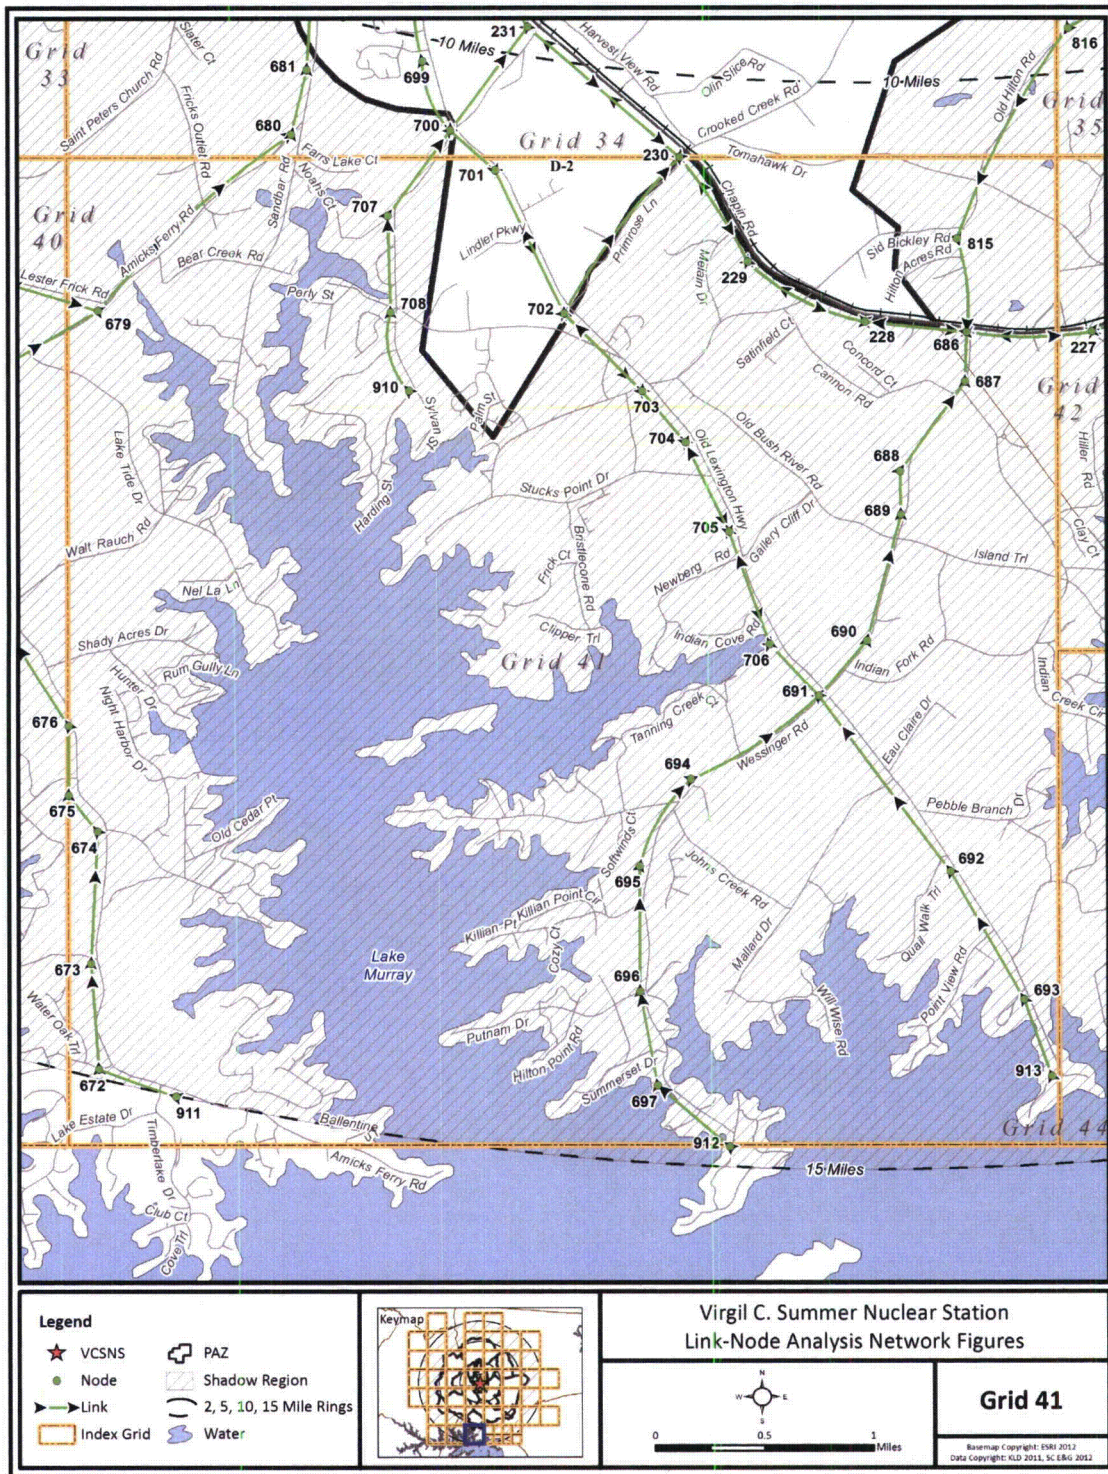 Grid 33
Slater Ct
Saint Peters Church Rd
Fricks Outlet Rd
681
699
231
10 Miles
Harvest View Rd
Olin Slice Rd
Crooked Creek Rd
10 Miles
816
Old Hilton Rd
Grid 35
680
700
Grid 34
D-2
230
Tomahawk Dr
Farrs Lake Ct
Noahs Ct
Sandbar Rd
701
Grid 40
Amicks Ferry Rd
707
Lindler Pkwy
Primrose Ln
Chapin Rd
Sid Bickley Rd
815
Bear Creek Rd
Melain Dr
229
Hilton Acres Rd
Lester Frick Rd
679
Perly St
708
702
228
686
227
Satinfield Ct
Concord Ct
Cannon Rd
687
Grid 42
910
Sylvan St
Palm St
703
704
Old Lexington Hwy
Old Bush River Rd
688
Hiller Rd
Lake Tide Dr
Harding St
Stucks Point Dr
705
Gallery Cliff Dr
689
Clay Ct
Walt Rauch Rd
Bristlecone Rd
Frick Ct
Newberg Rd
Island Trl
Nel La Ln
Shady Acres Dr
Clipper Trl
Indian Cove Rd
706
690
Rum Gully Ln
Hunter Dr
Grid 41
Indian Fork Rd
Indian Creek Cir
Night Harbor Dr
691
676
Tanning Creek Ct
Wessinger Rd
Eau Claire Dr
694
675
Old Cedar Pt
Pebble Branch Dr
674
Softwinds Ct
695
Johns Creek Rd
692
Killian Point Cir
Killian Pt
Cozy Ct
Mallard Dr
Quail Walk Trl
Lake
Murray
673
696
Point View Rd
693
Water Oak Trl
Putnam Dr
Hilton Point Rd
Will Wise Rd
Summerset Dr
672
697
913
911
Lake Estate Dr
Ballentine
Timberlake Dr
912
Grid 44
Amicks Ferry Rd
15 Miles
Club Ct
Cove Trl
Legend
VCSNS
Node
Link
Index Grid
PAZ
Shadow Region
2, 5, 10, 15 Mile Rings
Water
Keymap
Virgil C. Summer Nuclear Station
Link-Node Analysis Network Figures
N
W
E
S
0 0.5 1
Miles
Grid 41
Basemap Copyright: ESRI 2012
Data Copyright: KLD 2011, SC E&G 2012